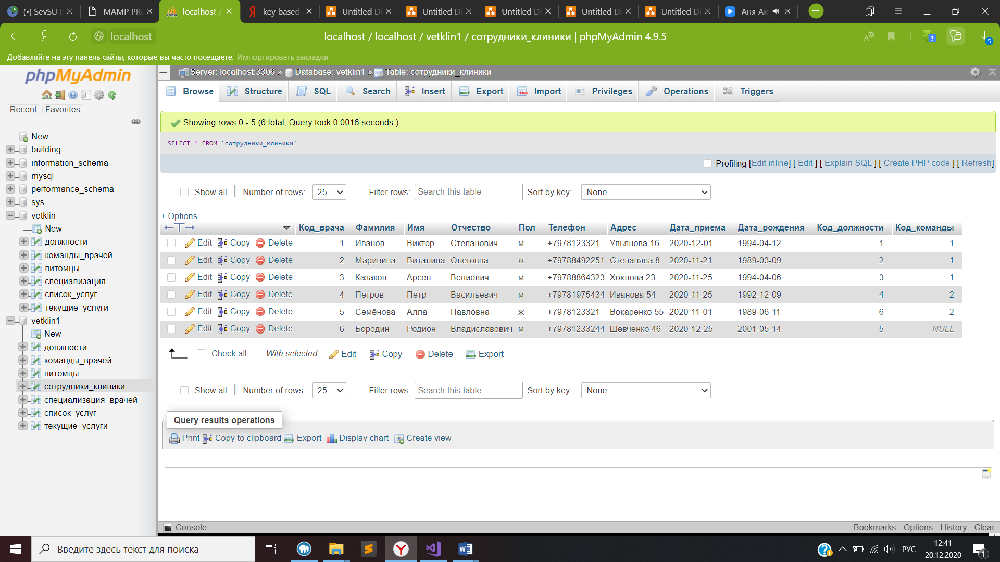 (•) SevSU IS
MAMP PRO
localhost /
key based
Untitled Di
Untitled Di
Untitled Di
Untitled Di
Untitled Di
Аня Ак
localhost
localhost / localhost / vetklin1 / сотрудники_клиники | phpMyAdmin 4.9.5
5
Добавляйте на эту панель сайты, которые вы часто посещаете. Импортировать закладки
phpMyAdmin
Recent Favorites
New
building
information_schema
mysql
performance_schema
sys
vetklin
New
должности
команды_врачей
питомцы
специализация
список_услуг
текущие_услуги
vetklin1
New
должности
команды_врачей
питомцы
сотрудники_клиники
специализация_врачей
список_услуг
текущие_услуги
Server: localhost:3306 » Database: vetklin1 » Table: сотрудники_клиники
Browse Structure SQL Search Insert Export Import Privileges Operations Triggers
Showing rows 0 - 5 (6 total, Query took 0.0016 seconds.)
SELECT * FROM `сотрудники_клиники`
Profiling [Edit inline] [ Edit ] [ Explain SQL ] [ Create PHP code ] [ Refresh]
Show all Number of rows: 25 Filter rows: Search this table Sort by key: None
+ Options
Код_врача Фамилия Имя Отчество Пол Телефон Адрес Дата_приема Дата_рождения Код_должности Код_команды
Edit Copy Delete 1 Иванов Виктор Степанович м +7978123321 Ульянова 16 2020-12-01 1994-04-12 1 1
Edit Copy Delete 2 Маринина Виталина Олеговна ж +79788492251 Степаняна 8 2020-11-21 1989-03-09 2 1
Edit Copy Delete 3 Казаков Арсен Велиевич м +79788864323 Хохлова 23 2020-11-25 1994-04-06 3 1
Edit Copy Delete 4 Петров Пётр Васильевич м +79781975434 Иванова 54 2020-11-25 1992-12-09 4 2
Edit Copy Delete 5 Семёнова Алла Павловна ж +7978123321 Вокаренко 55 2020-11-01 1989-06-11 6 2
Edit Copy Delete 6 Бородин Родион Владиславович м +79781233244 Шевченко 46 2020-12-25 2001-05-14 5 NULL
Check all With selected: Edit Copy Delete Export
Show all Number of rows: 25 Filter rows: Search this table Sort by key: None
Query results operations
Print Copy to clipboard Export Display chart Create view
Console Bookmarks Options History Clear
Введите здесь текст для поиска
РУС
12:41
20.12.2020
1